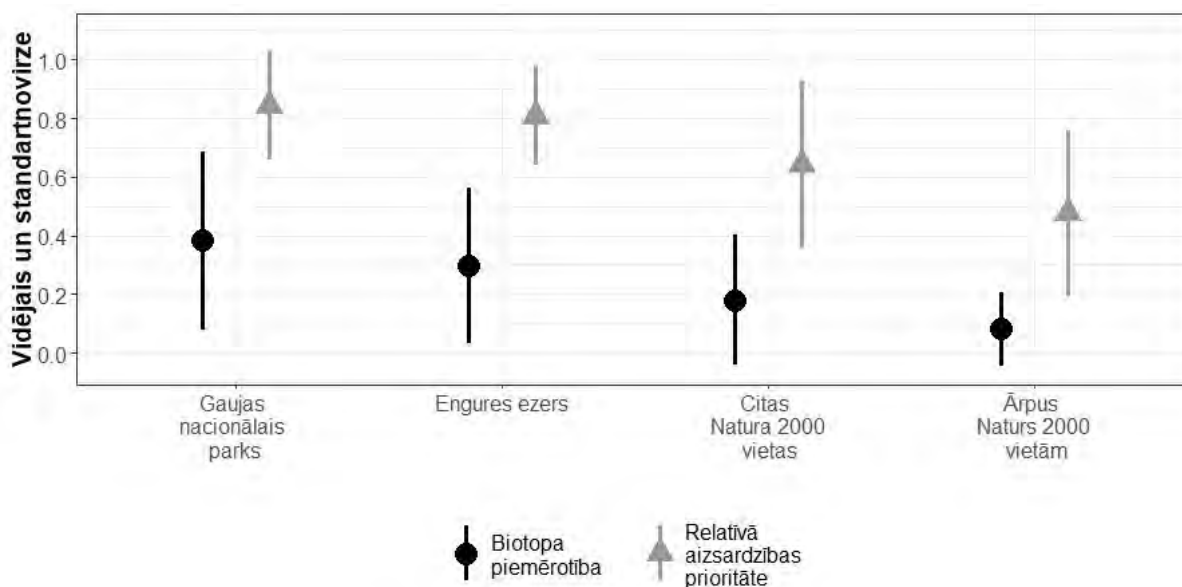 Vidējais un standartnovirze
1.0
0.8
0.6
0.4
0.2
0.0
Gaujas
nacionālais
parks
Engures ezers
Citas
Natura 2000
vietas
Ārpus
Naturs 2000
vietām
Biotopa
piemērotība
Relatīvā
aizsardzības
prioritāte